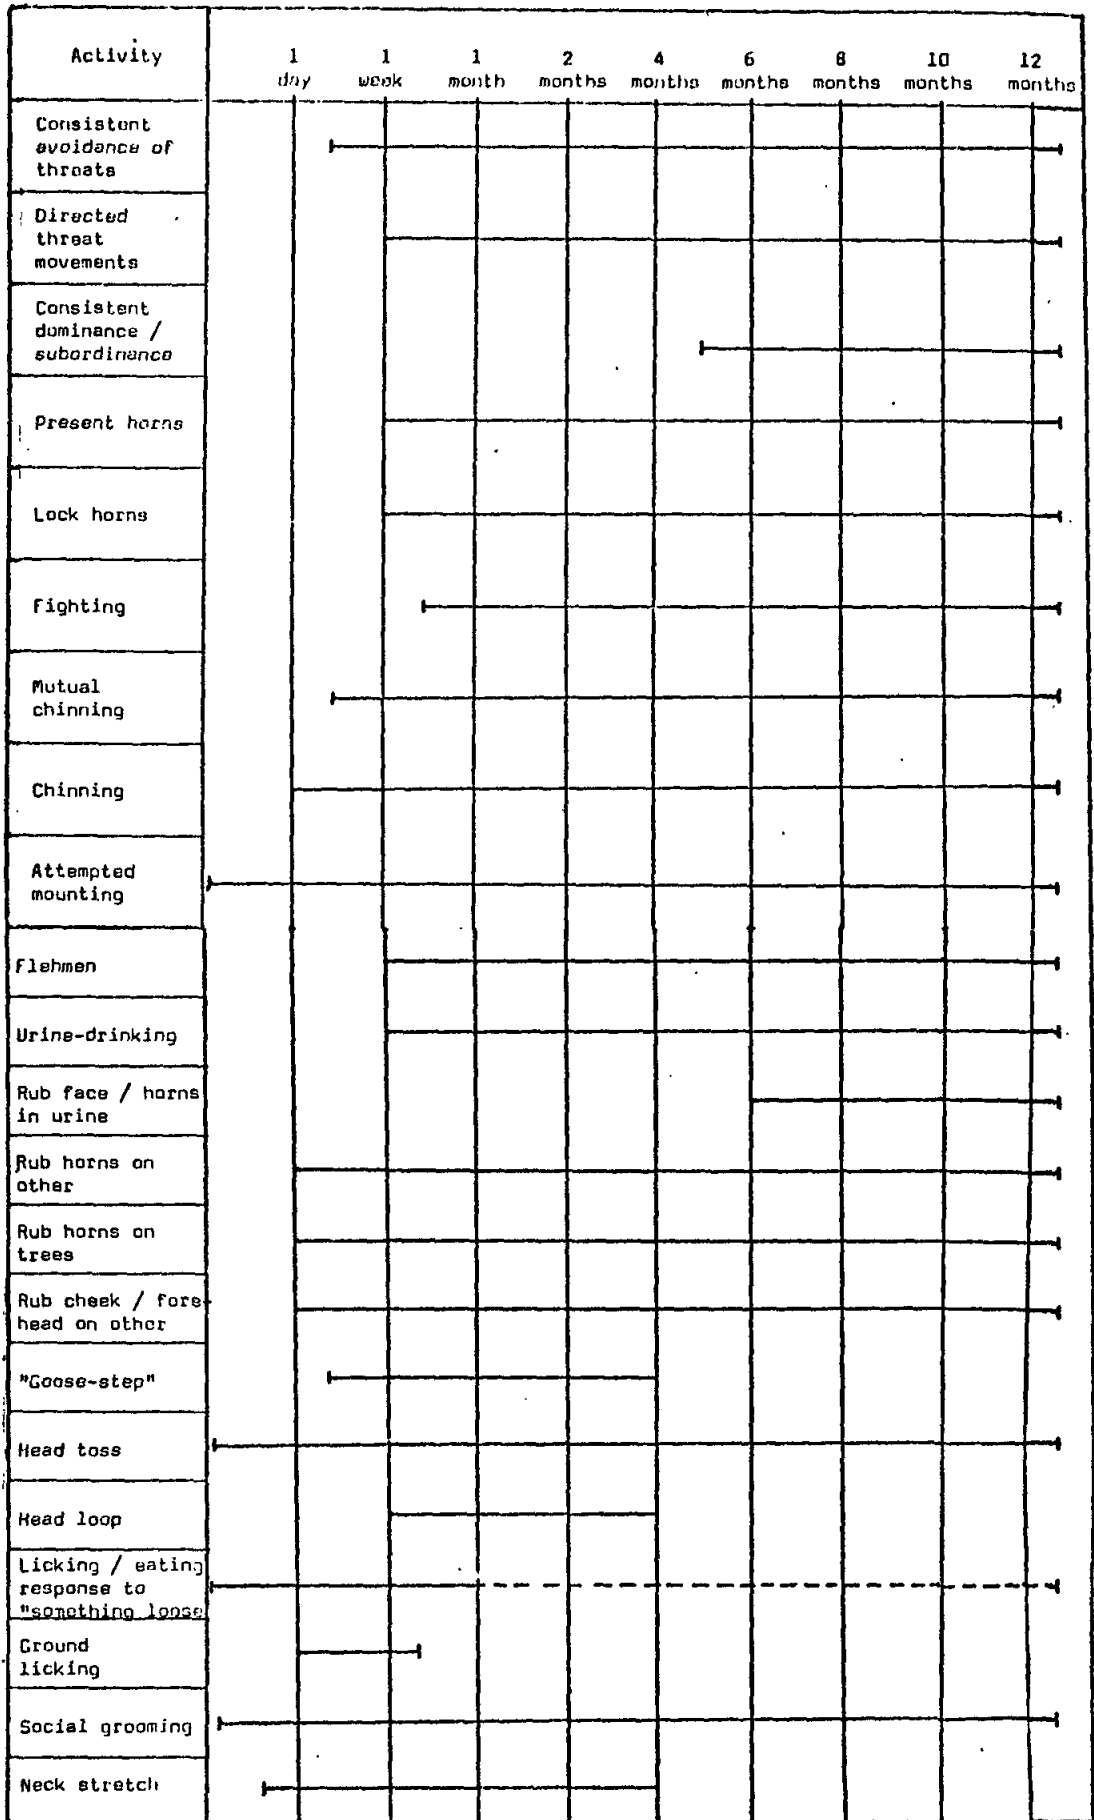 Activity
1 day
1 week
1 month
2 months
4 months
6 months
8 months
10 months
12 months
Consistent
avoidance of
threats
Directed
threat
movements
Consistent
dominance /
subordinance
Present horns
Lock horns
Fighting
Mutual
chinning
Chinning
Attempted
mounting
Flehmen
Urine-drinking
Rub face / horns
in urine
Rub horns on
other
Rub horns on
trees
Rub cheek / fore-
head on other
"Goose-step"
Head toss
Head loop
Licking / eating
response to
"something loose
Ground
licking
Social grooming
Neck stretch